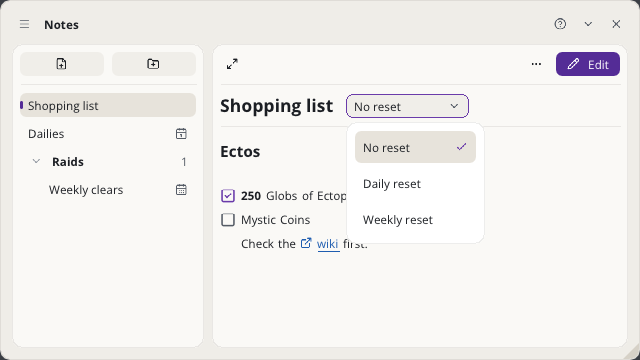 Notes
Edit
Shopping list
Dailies
Raids 1
Weekly clears
Shopping list No reset
No reset
Daily reset
Weekly reset
Ectos
250 Globs of Ectop
Mystic Coins
Check the wiki first.